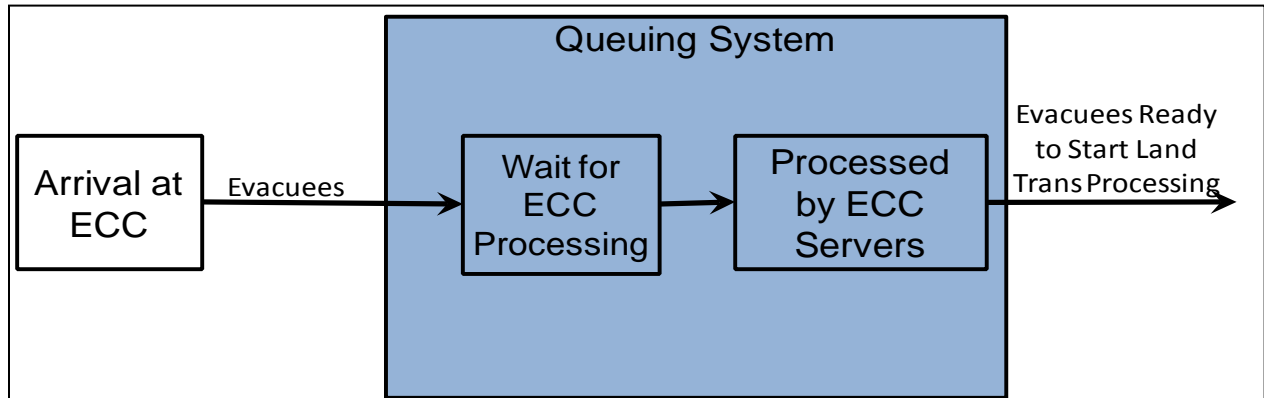 Queuing System
Arrival at
ECC
Evacuees
Wait for
ECC
Processing
Processed
by ECC
Servers
Evacuees Ready
to Start Land
Trans Processing